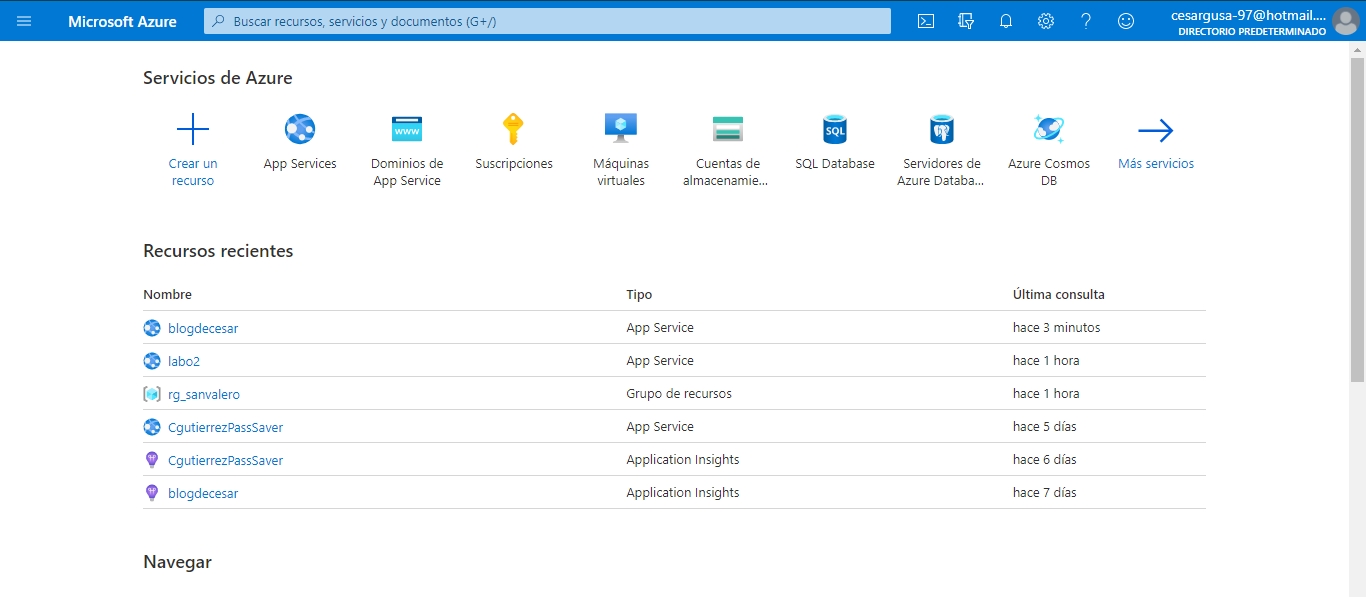 Microsoft Azure
Buscar recursos, servicios y documentos (G+/)
cesargusa-97@hotmail....
DIRECTORIO PREDETERMINADO
Servicios de Azure
Crear un
recurso
App Services
WWW
Dominios de
App Service
Suscripciones
Máquinas
virtuales
Cuentas de
almacenamie...
SQL
SQL Database
Servidores de
Azure Databa...
Azure Cosmos
DB
Más servicios
Recursos recientes
Nombre Tipo Última consulta
blogdecesar App Service hace 3 minutos
labo2 App Service hace 1 hora
rg_sanvalero Grupo de recursos hace 1 hora
CgutierrezPassSaver App Service hace 5 días
CgutierrezPassSaver Application Insights hace 6 días
blogdecesar Application Insights hace 7 días
Navegar